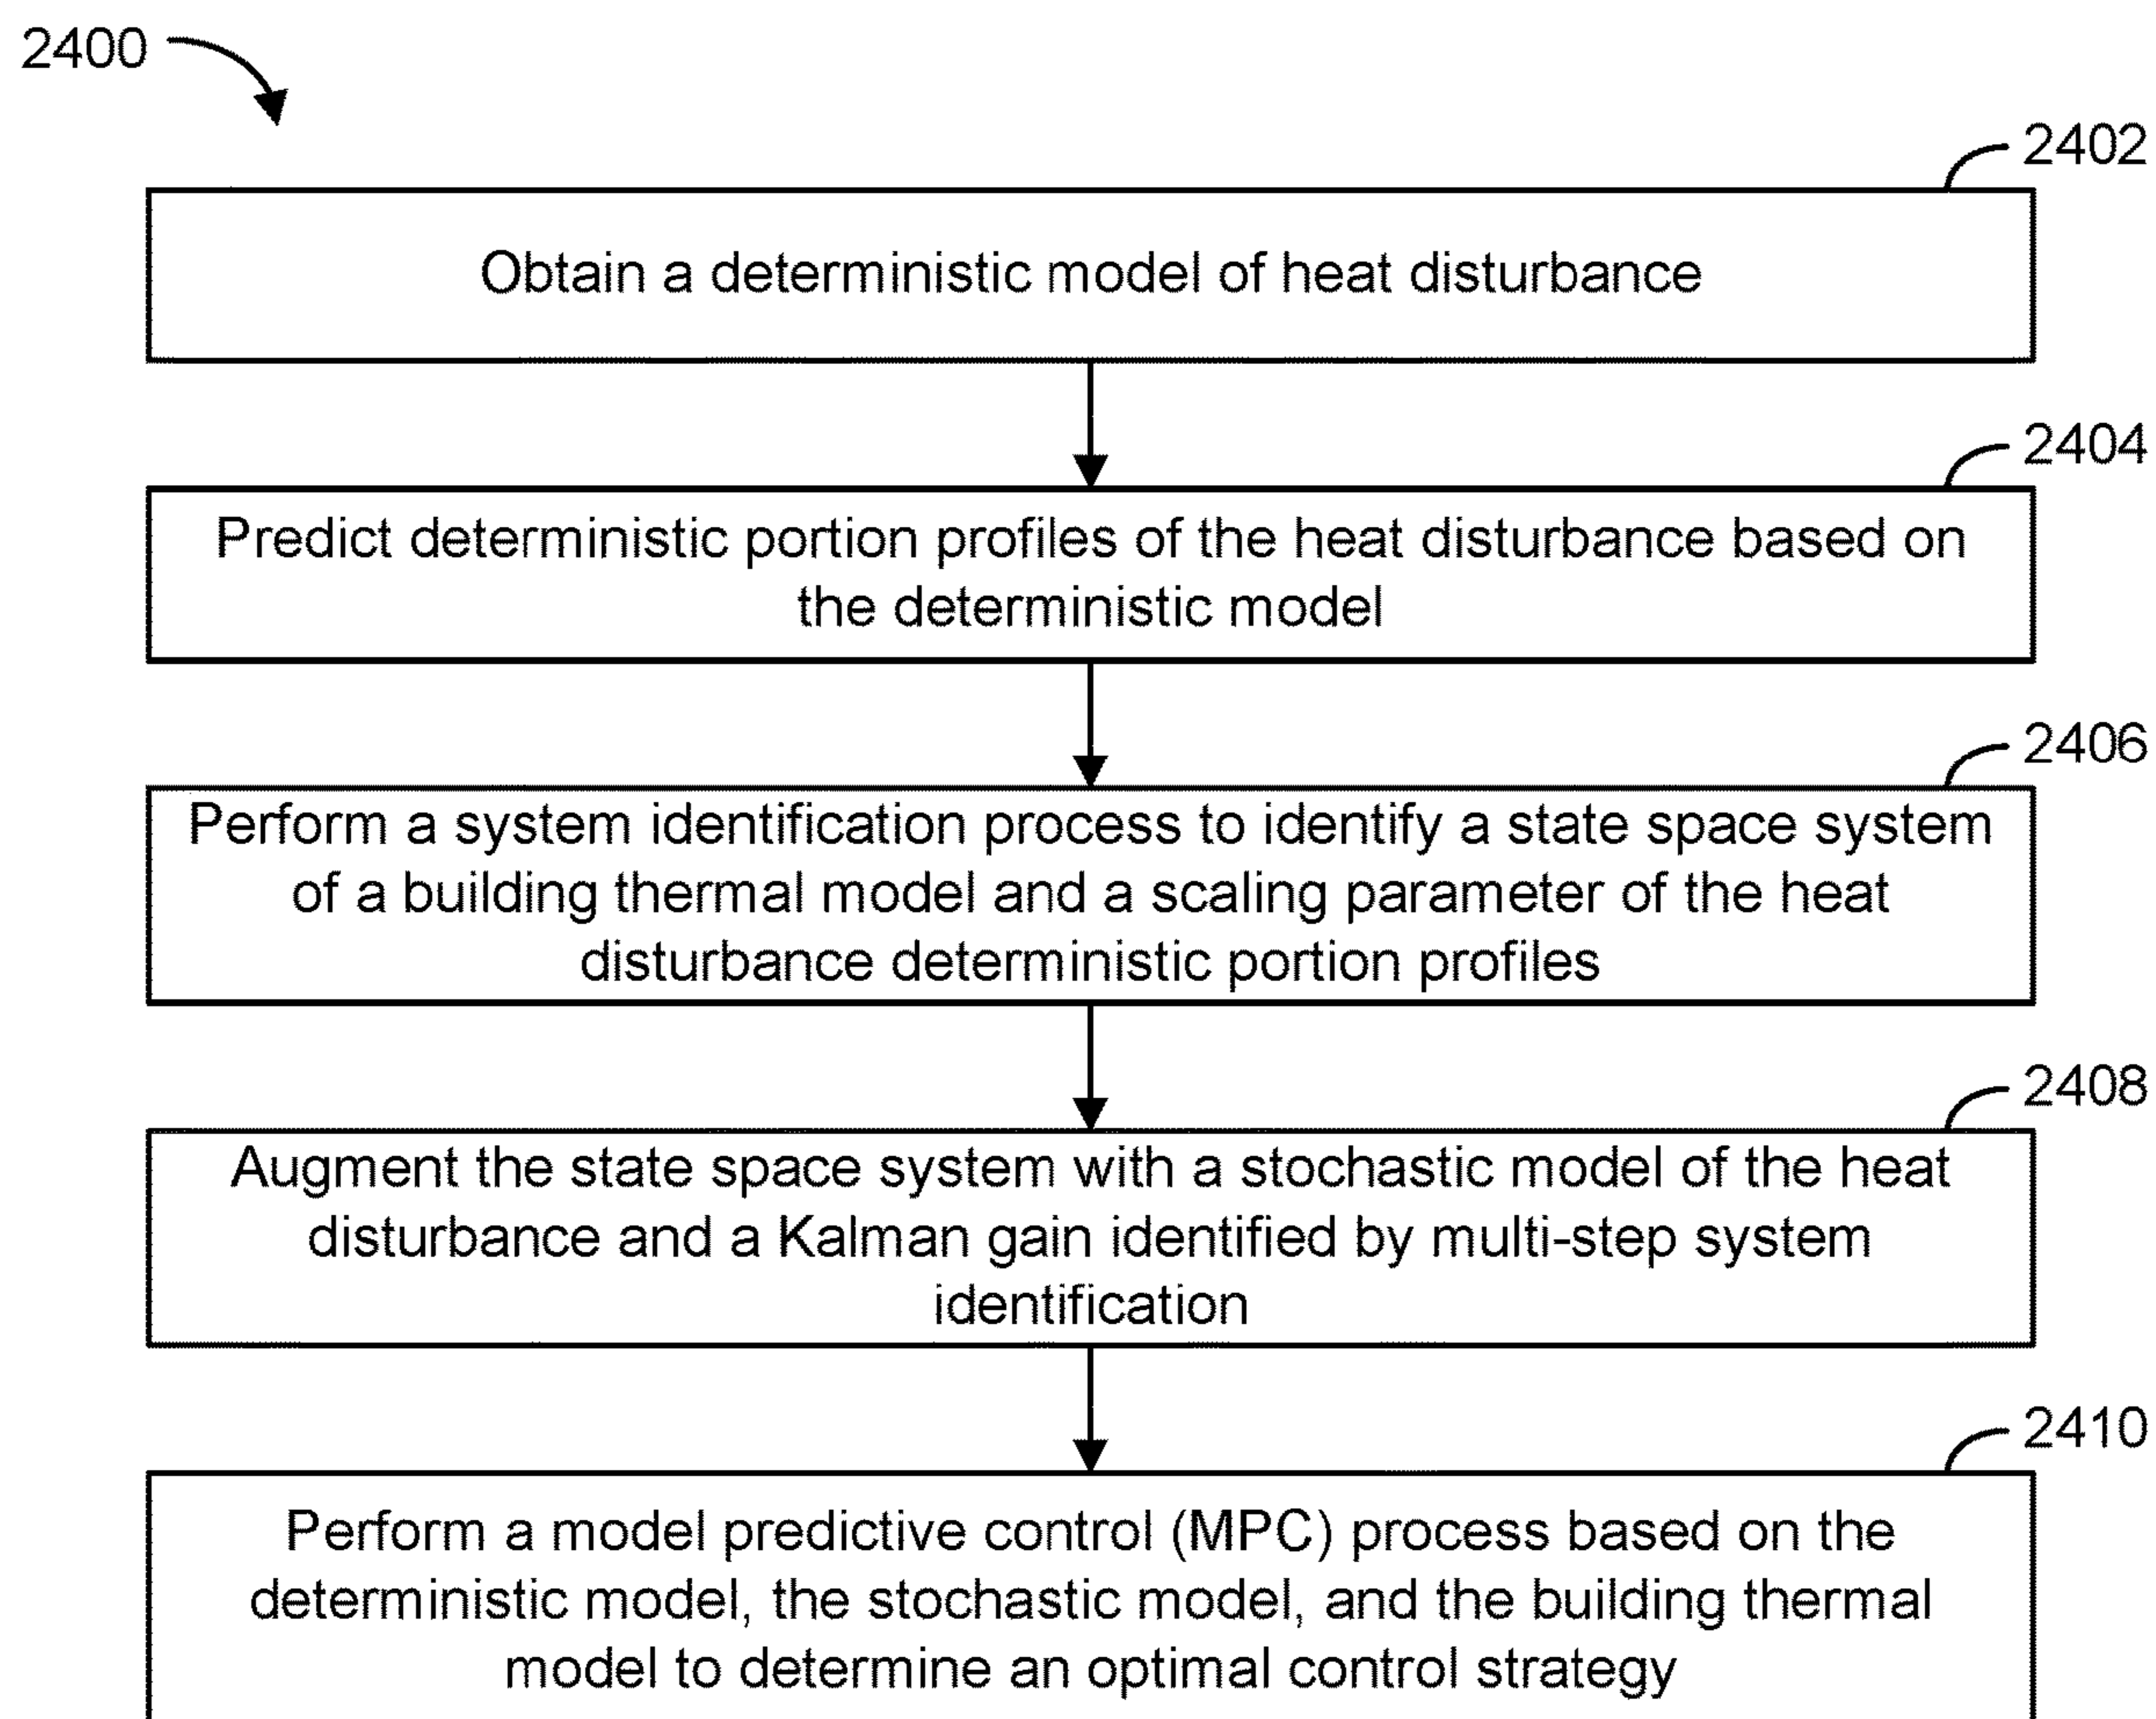 2400
2402
Obtain a deterministic model of heat disturbance
2404
Predict deterministic portion profiles of the heat disturbance based on
the deterministic model
2406
Perform a system identification process to identify a state space system
of a building thermal model and a scaling parameter of the heat
disturbance deterministic portion profiles
2408
Augment the state space system with a stochastic model of the heat
disturbance and a Kalman gain identified by multi-step system
identification
2410
Perform a model predictive control (MPC) process based on the
deterministic model, the stochastic model, and the building thermal
model to determine an optimal control strategy